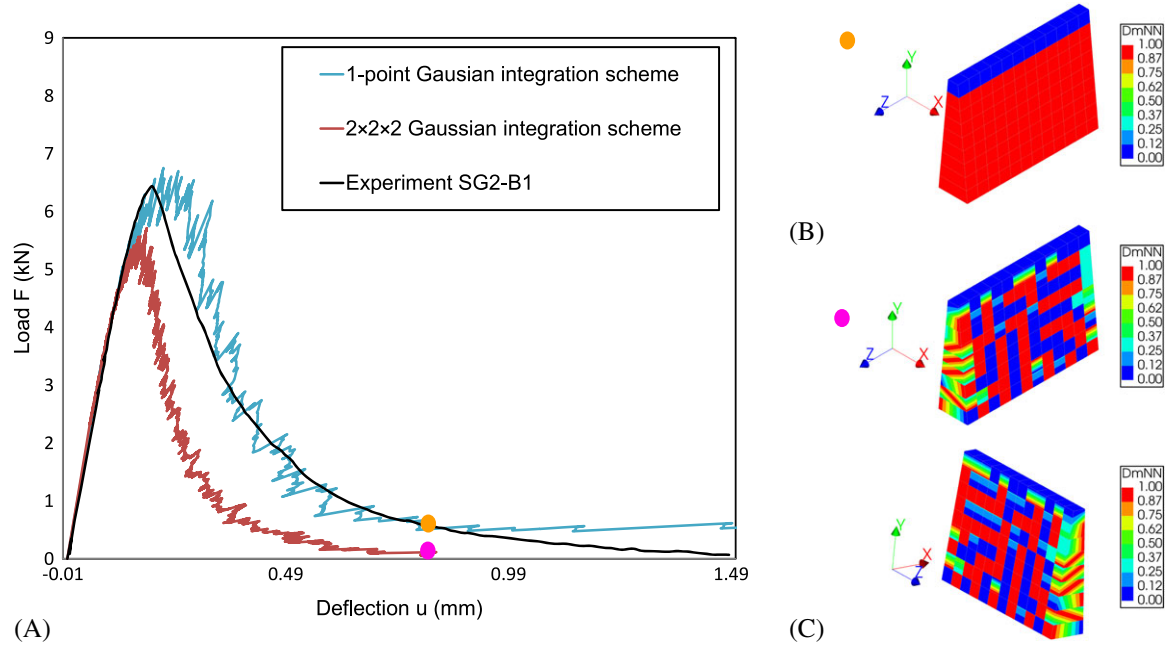 9
8
7
6
5
4
3
2
1
0
Load F (kN)
1-point Gausian integration scheme
2×2×2 Gaussian integration scheme
Experiment SG2-B1
-0.01 0.49 0.99 1.49
Deflection u (mm)
(A)
Y
Z X
DmNN
1.00
0.87
0.75
0.62
0.50
0.37
0.25
0.12
0.00
(B)
Y
Z X
DmNN
1.00
0.87
0.75
0.62
0.50
0.37
0.25
0.12
0.00
Y
X
Z
DmNN
1.00
0.87
0.75
0.62
0.50
0.37
0.25
0.12
0.00
(C)